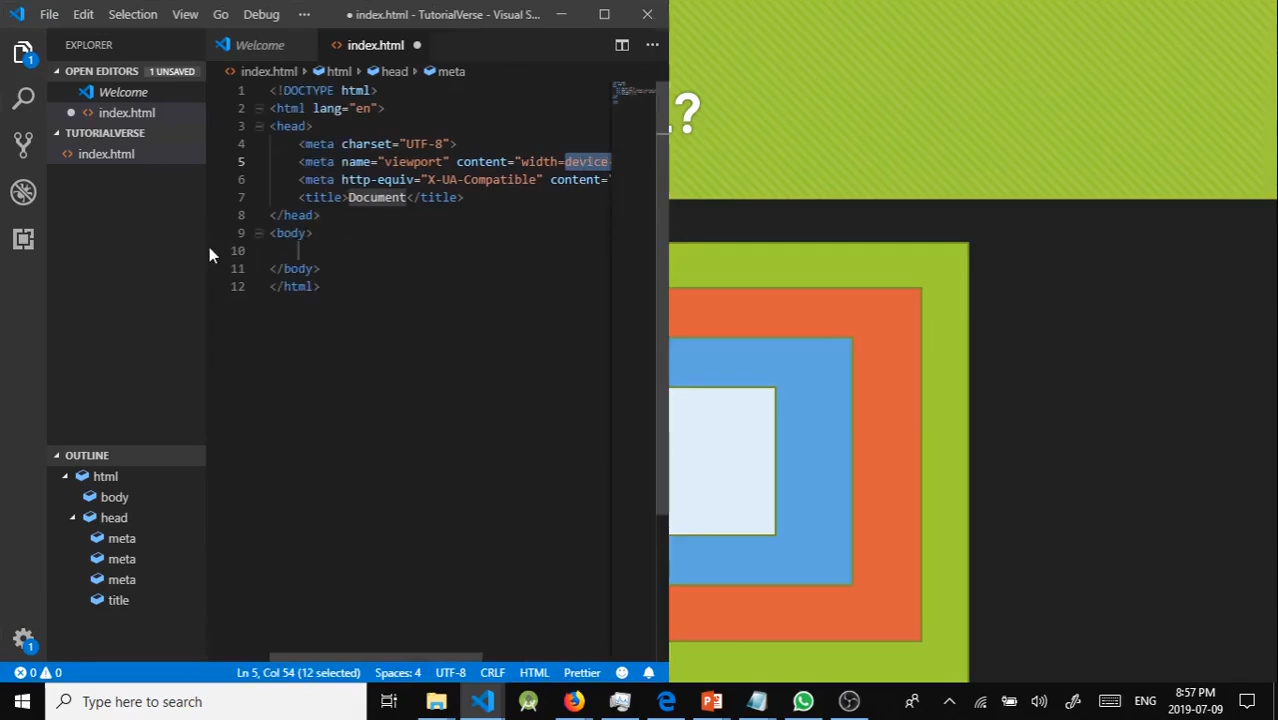 File Edit Selection View Go Debug ··· ● index.html - TutorialVerse - Visual S...
EXPLORER
Welcome
index.html ●
OPEN EDITORS 1 UNSAVED
Welcome
● index.html
TUTORIALVERSE
index.html
index.html html head meta
1 <!DOCTYPE html>
2 <html lang="en">
3 <head>
4 <meta charset="UTF-8">
5 <meta name="viewport" content="width=device
6 <meta http-equiv="X-UA-Compatible" content="
7 <title>Document</title>
8 </head>
9 <body>
10
11 </body>
12 </html>
?
OUTLINE
html
body
head
meta
meta
meta
title
1
1
0 0 Ln 5, Col 54 (12 selected) Spaces: 4 UTF-8 CRLF HTML Prettier
Type here to search
ENG
8:57 PM
2019-07-09